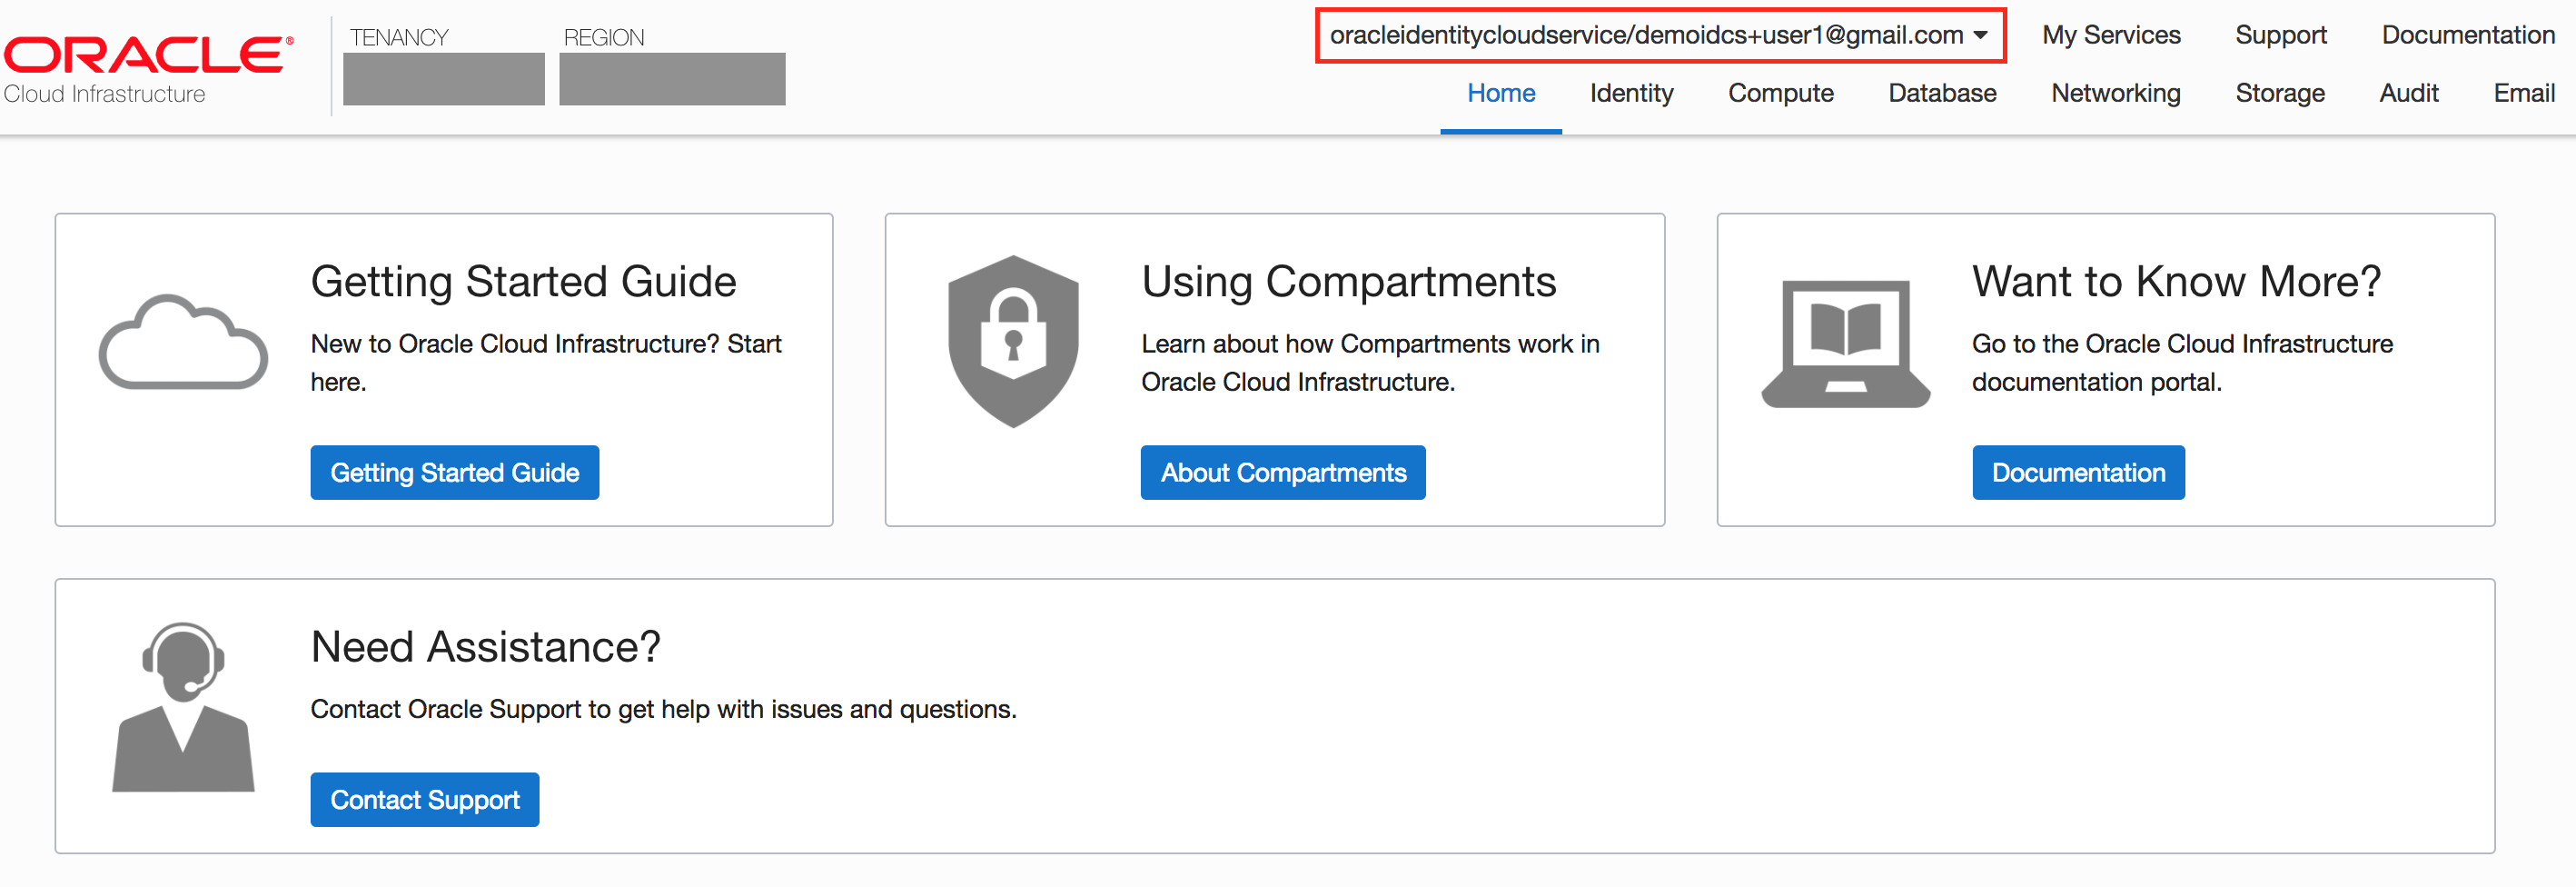 ORACLE®
Cloud Infrastructure
TENANCY
REGION
oracleidentitycloudservice/demoidcs+user1@gmail.com
My Services
Support
Documentation
Home
Identity
Compute
Database
Networking
Storage
Audit
Email
Getting Started Guide
New to Oracle Cloud Infrastructure? Start
here.
Getting Started Guide
Using Compartments
Learn about how Compartments work in
Oracle Cloud Infrastructure.
About Compartments
Want to Know More?
Go to the Oracle Cloud Infrastructure
documentation portal.
Documentation
Need Assistance?
Contact Oracle Support to get help with issues and questions.
Contact Support